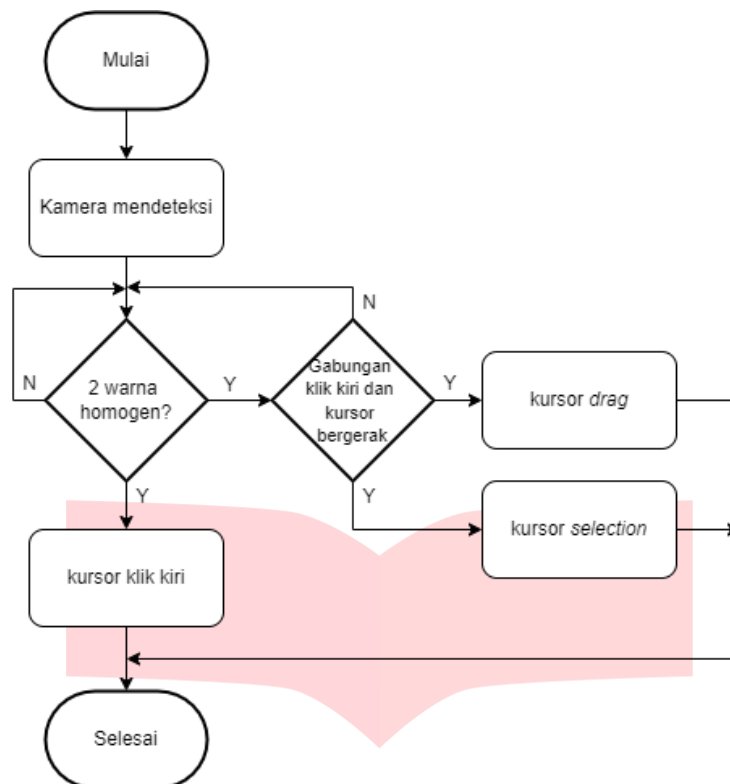 Mulai
Kamera mendeteksi
N
2 warna
homogen?
Y
Y
N
Gabungan
klik kiri dan
kursor
bergerak
Y
Y
kursor drag
kursor selection
kursor klik kiri
Selesai